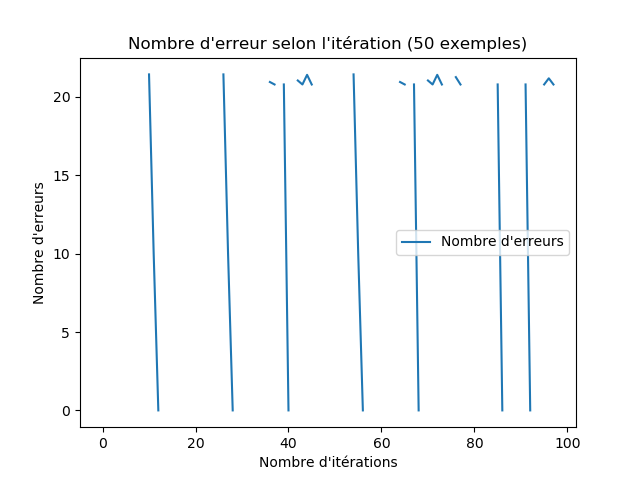 Nombre d'erreur selon l'itération (50 exemples)
Nombre d'erreurs
20
15
10
5
0
Nombre d'erreurs
0
20
40
60
80
100
Nombre d'itérations